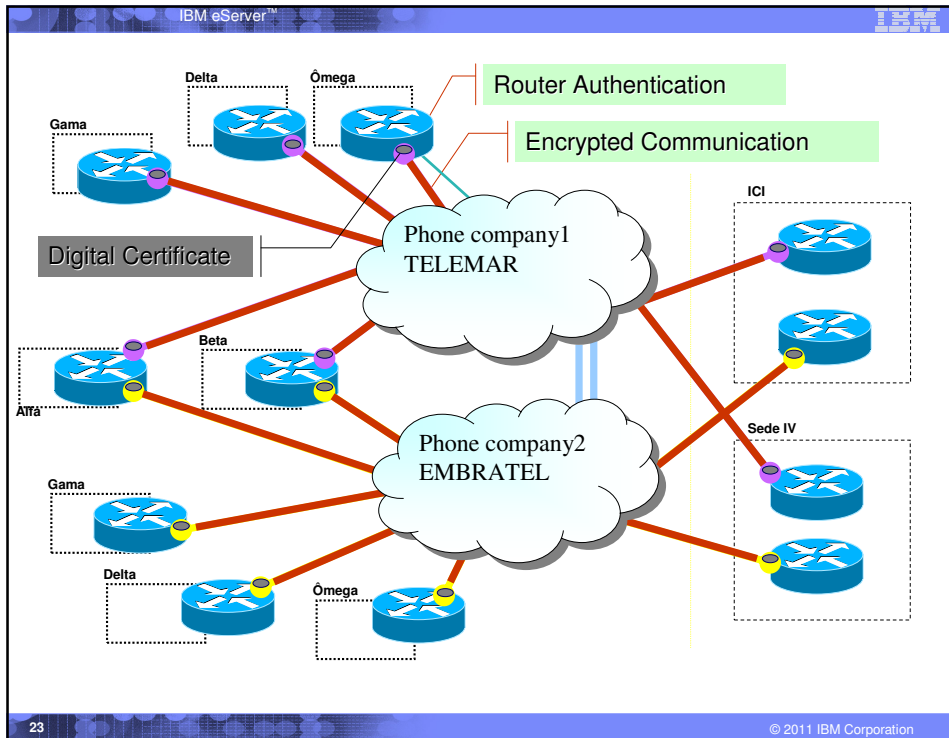 IBM eServer™
IBM
Delta
Ômega
Router Authentication
Gama
Encrypted Communication
ICI
Phone company1
TELEMAR
Digital Certificate
Beta
Alfa
Phone company2
EMBRATEL
Sede IV
Gama
Delta
Ômega
23
© 2011 IBM Corporation